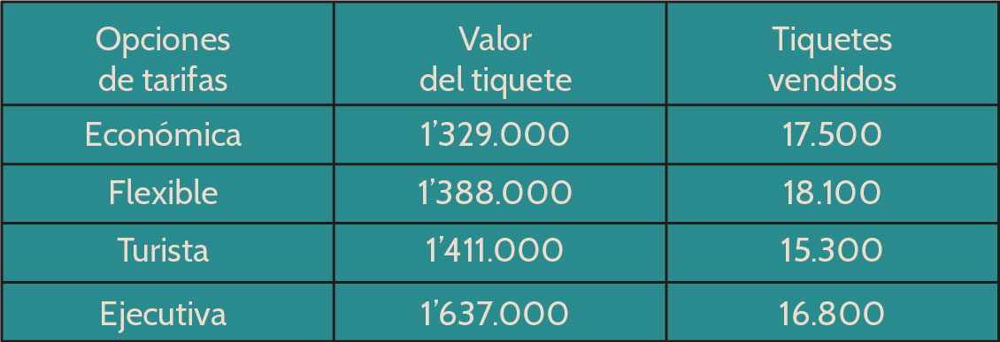 Opciones de tarifas
Valor del tiquete
Tiquetes vendidos
Económica 1’329.000 17.500
Flexible 1’388.000 18.100
Turista 1’411.000 15.300
Ejecutiva 1’637.000 16.800